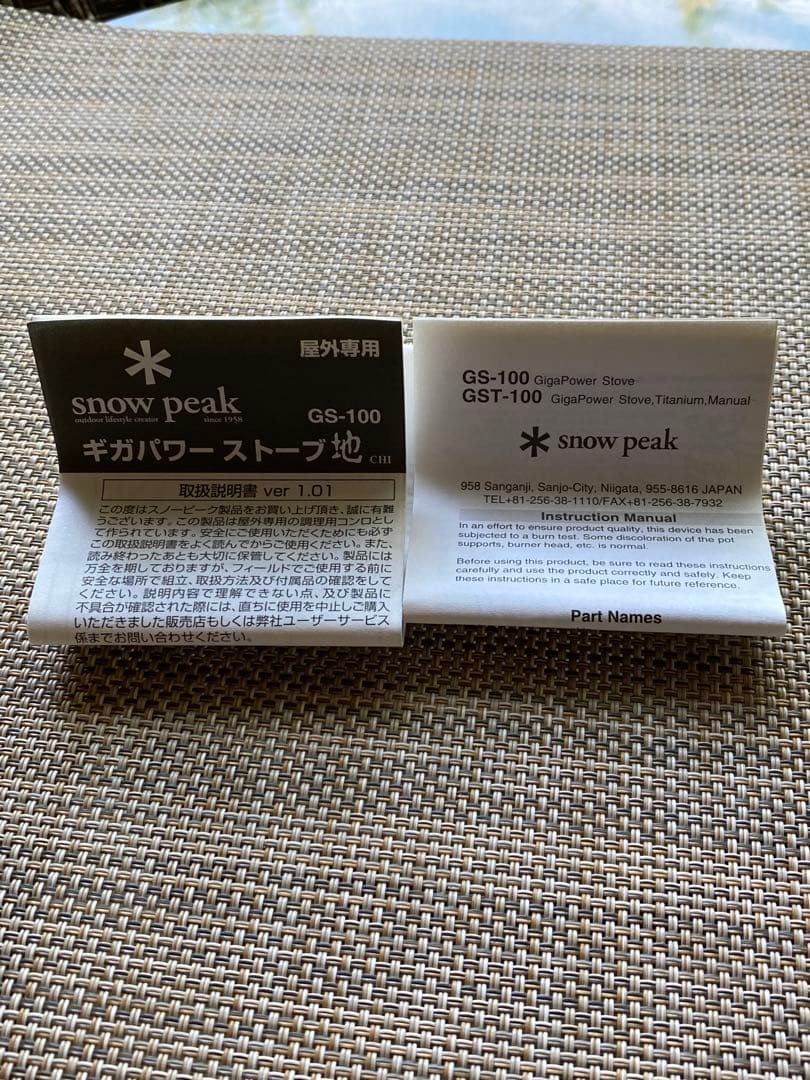 屋外専用
snow peak
outdoor lifestyle creator since 1958
GS-100
ギガパワー ストーブ 地 CHI
取扱説明書 ver 1.01
この度はスノーピーク製品をお買い上げ頂き、誠に有難
うございます。この製品は屋外専用の調理用コンロとし
て作られています。安全にご使用いただくためにも必ず
この取扱説明書をよく読んでからご使用ください。また、
読み終わったあとも大切に保管してください。製品には
万全を期しておりますが、フィールドでご使用する前に
安全な場所で組立、取扱方法及び付属品の確認をして
ください。説明内容で理解できない点、及び製品に
不具合が確認された際には、直ちに使用を中止しご購入
いただきました販売店もしくは弊社ユーザーサービス
係までお問い合わせください。
GS-100 GigaPower Stove
GST-100 GigaPower Stove,Titanium,Manual
snow peak
958 Sanganji, Sanjo-City, Niigata, 955-8616 JAPAN
TEL+81-256-38-1110/FAX+81-256-38-7932
Instruction Manual
In an effort to ensure product quality, this device has been
subjected to a burn test. Some discoloration of the pot
supports, burner head, etc. is normal.
Before using this product, be sure to read these instructions
carefully and use the product correctly and safely. Keep
these instructions in a safe place for future reference.
Part Names